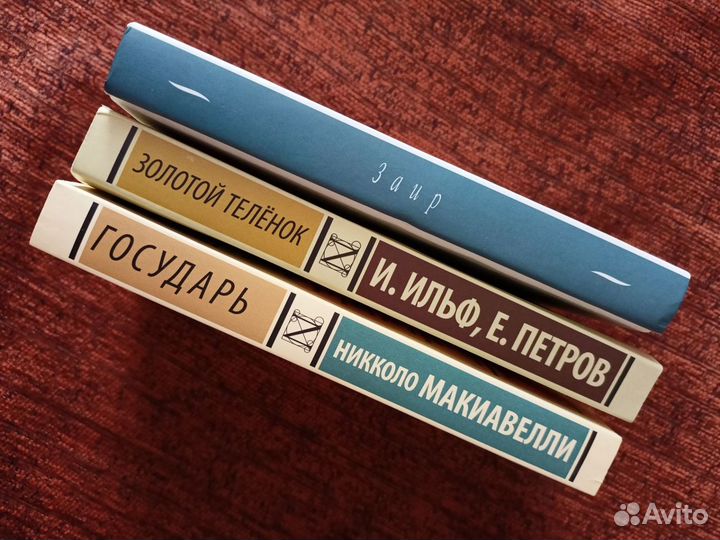 Заир
ЗОЛОТОЙ ТЕЛЁНОК
И. ИЛЬФ, Е. ПЕТРОВ
ГОСУДАРЬ
НИККОЛО МАКИАВЕЛЛИ
Avito